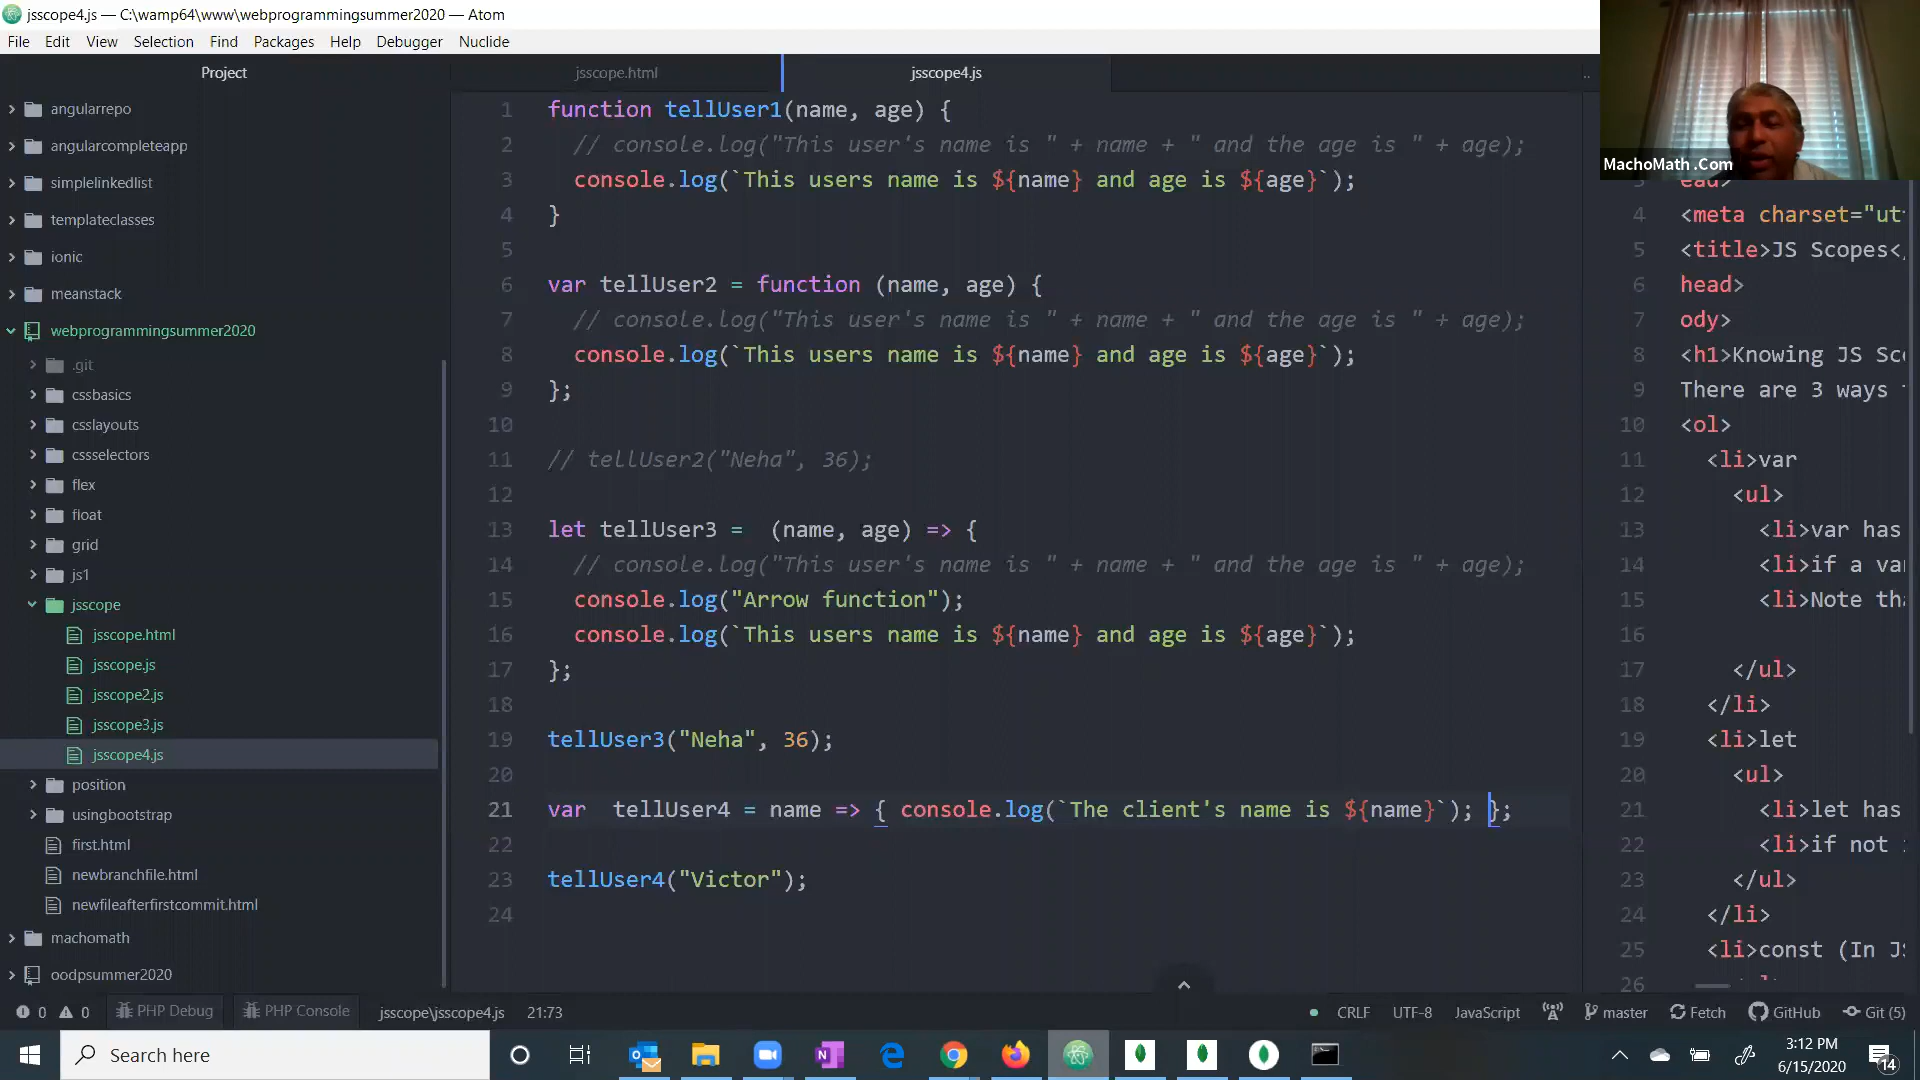 jsscope4.js — C:\wamp64\www\webprogrammingsummer2020 — Atom
File Edit View Selection Find Packages Help Debugger Nuclide
Project
angularrepo
angularcompleteapp
simplelinkedlist
templateclasses
ionic
meanstack
webprogrammingsummer2020
.git
cssbasics
csslayouts
cssselectors
flex
float
grid
js1
jsscope
jsscope.html
jsscope.js
jsscope2.js
jsscope3.js
jsscope4.js
position
usingbootstrap
first.html
newbranchfile.html
newfileafterfirstcommit.html
machomath
oodpsummer2020
jsscope.html jsscope4.js
1 function tellUser1(name, age) {
2 // console.log("This user's name is " + name + " and the age is " + age);
3 console.log(`This users name is ${name} and age is ${age}`);
4 }
5
6 var tellUser2 = function (name, age) {
7 // console.log("This user's name is " + name + " and the age is " + age);
8 console.log(`This users name is ${name} and age is ${age}`);
9 };
10
11 // tellUser2("Neha", 36);
12
13 let tellUser3 =  (name, age) => {
14 // console.log("This user's name is " + name + " and the age is " + age);
15 console.log("Arrow function");
16 console.log(`This users name is ${name} and age is ${age}`);
17 };
18
19 tellUser3("Neha", 36);
20
21 var  tellUser4 = name => { console.log(`The client's name is ${name}`); };
22
23 tellUser4("Victor");
24
MachoMath .Com
ead>
4 <meta charset="ut
5 <title>JS Scopes<
6 head>
7 ody>
8 <h1>Knowing JS Sc
9 There are 3 ways
10 <ol>
11 <li>var
12 <ul>
13 <li>var has
14 <li>if a va
15 <li>Note th
16
17 </ul>
18 </li>
19 <li>let
20 <ul>
21 <li>let has
22 <li>if not
23 </ul>
24 </li>
25 <li>const (In J
26
0 0 PHP Debug PHP Console jsscope\jsscope4.js 21:73 CRLF UTF-8 JavaScript master Fetch GitHub Git (5)
Search here
3:12 PM
6/15/2020
14